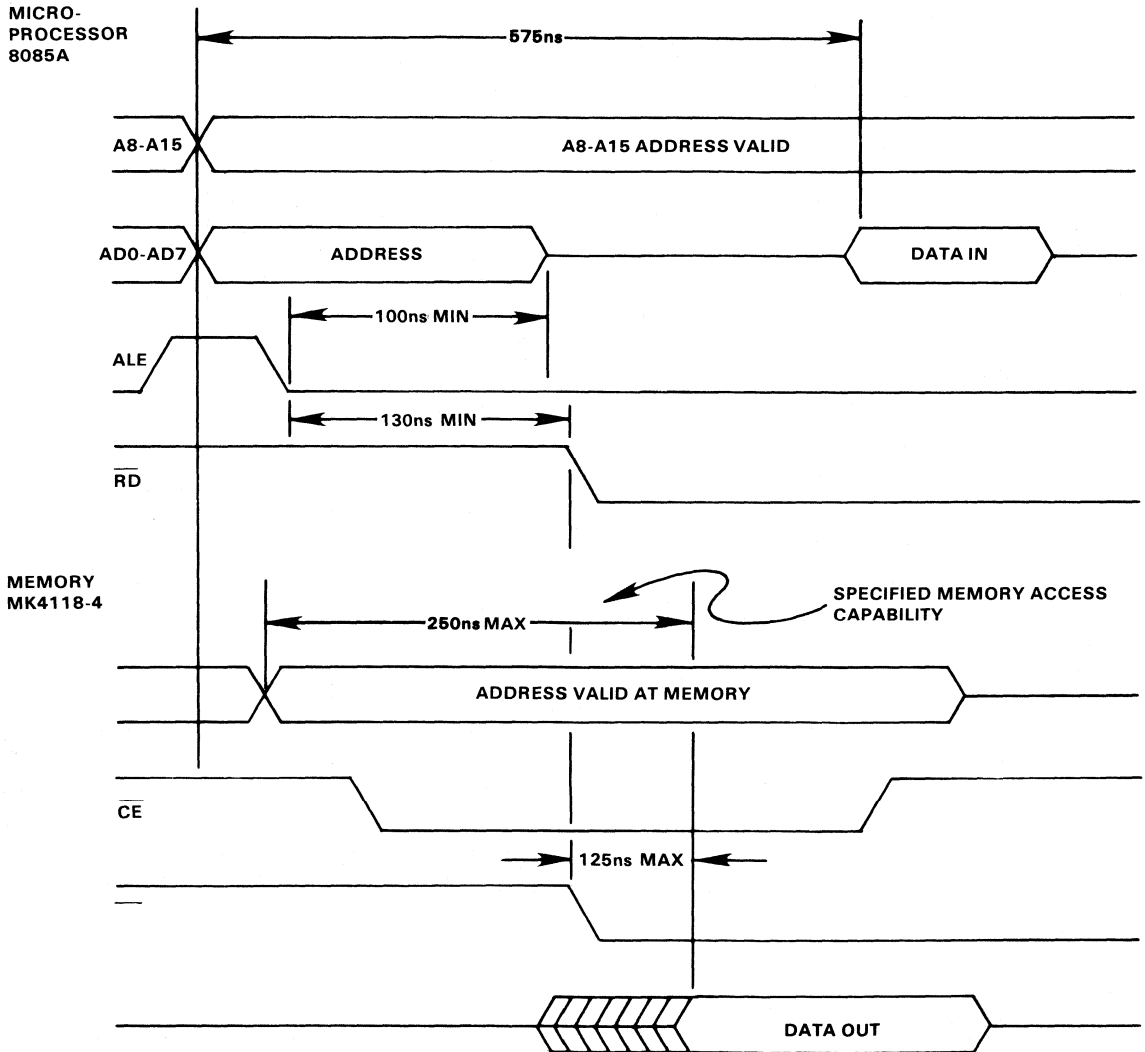 MICRO-
PROCESSOR
8085A
575ns
A8-A15
A8-A15 ADDRESS VALID
AD0-AD7
ADDRESS
DATA IN
100ns MIN
ALE
130ns MIN
RD
MEMORY
MK4118-4
SPECIFIED MEMORY ACCESS
CAPABILITY
250ns MAX
ADDRESS VALID AT MEMORY
CE
125ns MAX
DATA OUT